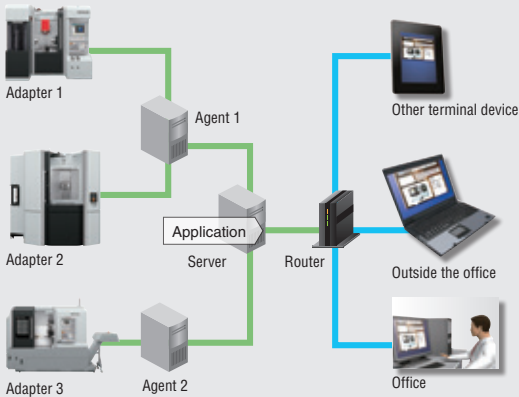 Adapter 1
Agent 1
Other terminal device
Adapter 2
Application
Server
Router
Outside the office
Adapter 3
Agent 2
Office